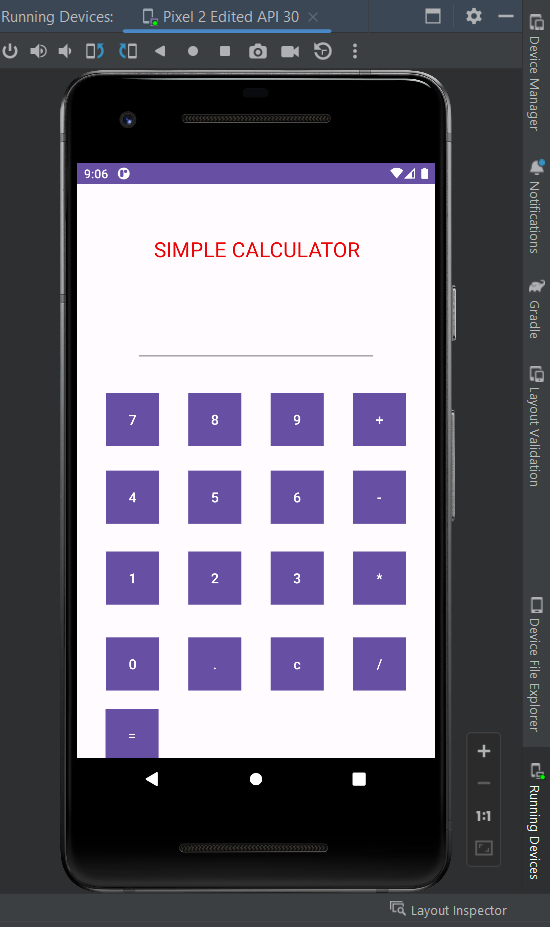 Running Devices: Pixel 2 Edited API 30
9:06
SIMPLE CALCULATOR
7 8 9 +
4 5 6 -
1 2 3 *
0 . c /
=
Device Manager
Notifications
Gradle
Layout Validation
Device File Explorer
Running Devices
1:1
Layout Inspector